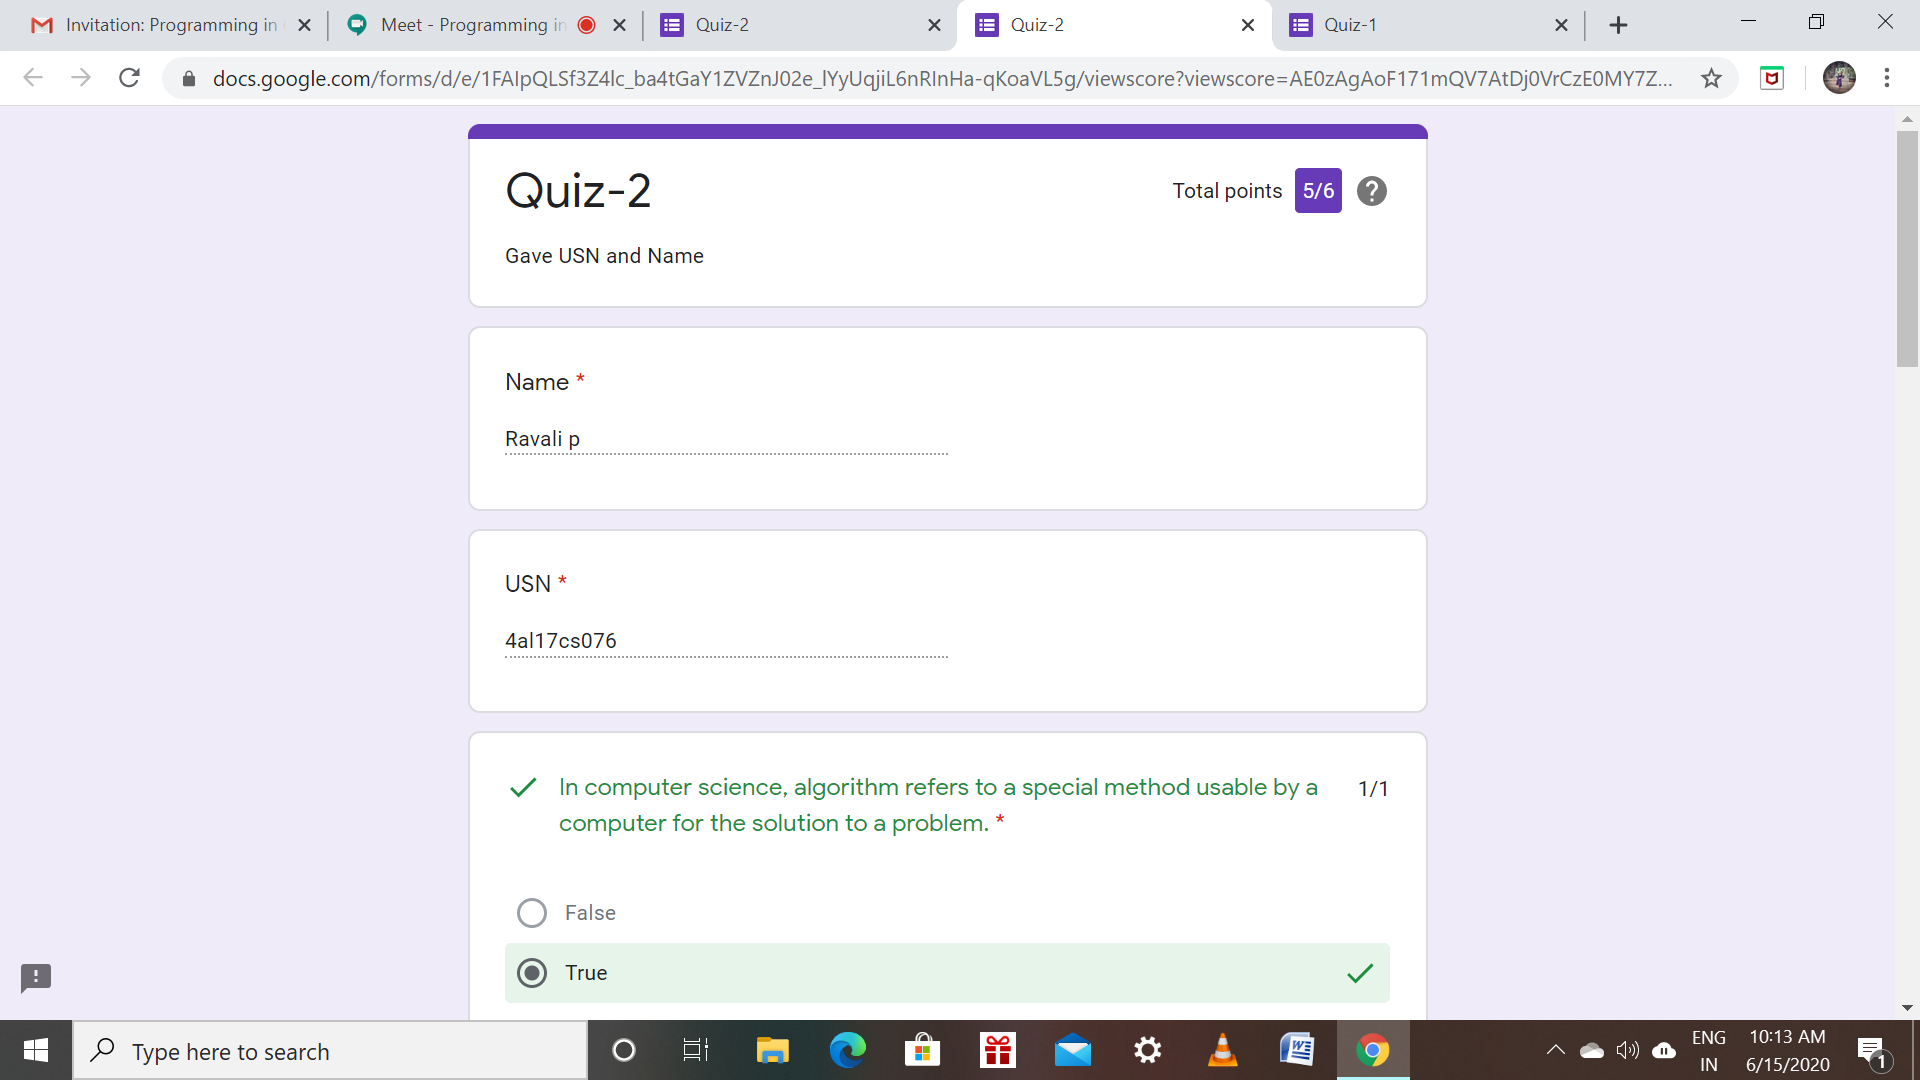 Invitation: Programming in
Meet - Programming in
Quiz-2
Quiz-2
Quiz-1
docs.google.com/forms/d/e/1FAIpQLSf3Z4lc_ba4tGaY1ZVZnJ02e_lYyUqjiL6nRInHa-qKoaVL5g/viewscore?viewscore=AE0zAgAoF171mQV7AtDj0VrCzE0MY7Z...
Quiz-2
Total points 5/6
Gave USN and Name
Name *
Ravali p
USN *
4al17cs076
In computer science, algorithm refers to a special method usable by a
computer for the solution to a problem. *
1/1
False
True
Type here to search
ENG
IN
10:13 AM
6/15/2020
1